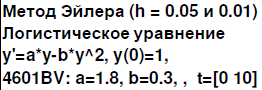 Метод Эйлера (h = 0.05 и 0.01)
Логистическое уравнение
y'=a*y-b*y^2, y(0)=1,
4601BV: a=1.8, b=0.3, , t=[0 10]